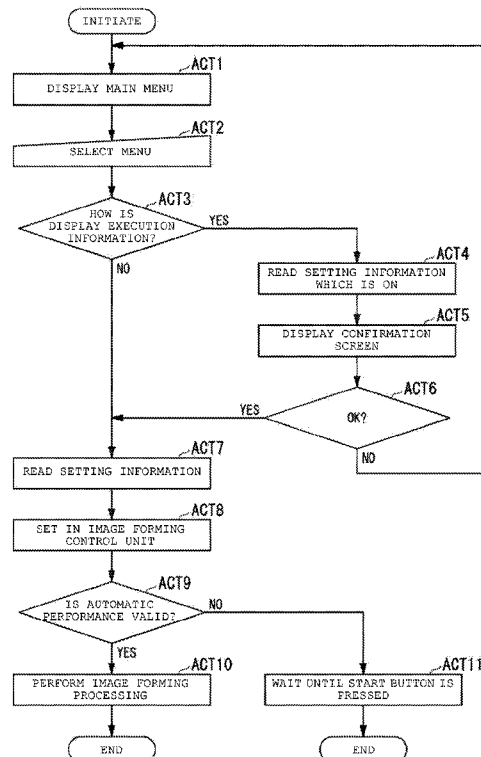 INITIATE
ACT1
DISPLAY MAIN MENU
ACT2
SELECT MENU
ACT3
HOW IS
DISPLAY EXECUTION
INFORMATION?
YES
NO
ACT4
READ SETTING INFORMATION
WHICH IS ON
ACT5
DISPLAY CONFIRMATION
SCREEN
ACT6
OK?
YES
NO
ACT7
READ SETTING INFORMATION
ACT8
SET IN IMAGE FORMING
CONTROL UNIT
ACT9
IS AUTOMATIC
PERFORMANCE VALID?
NO
YES
ACT10
PERFORM IMAGE FORMING
PROCESSING
ACT11
WAIT UNTIL START BUTTON IS
PRESSED
END
END